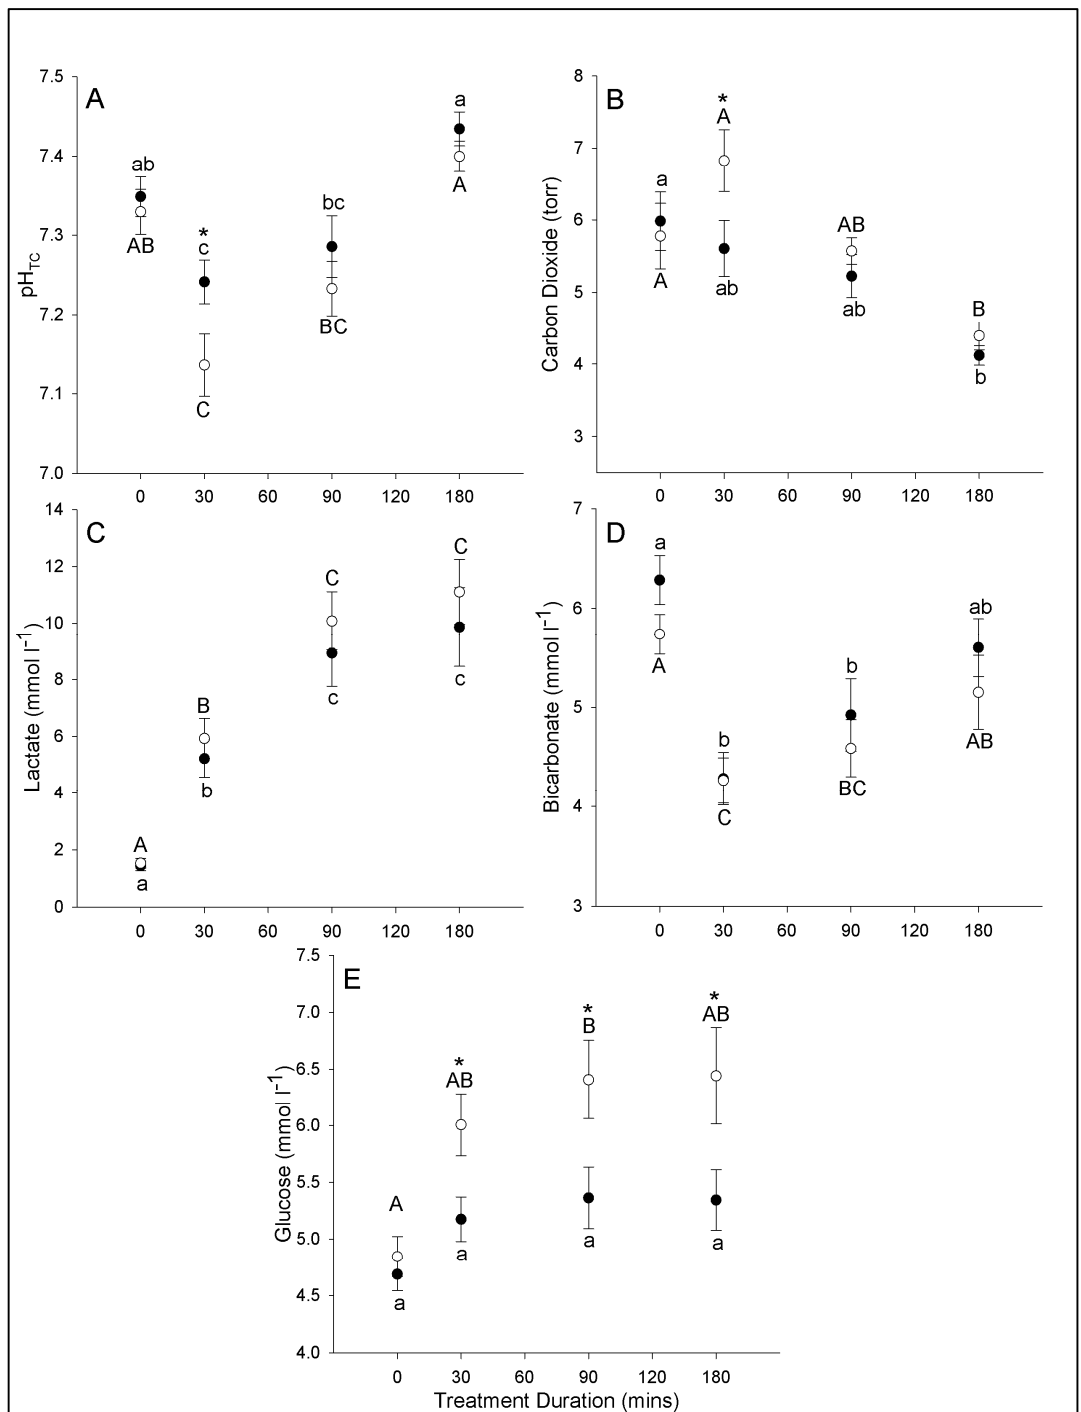 A
7.5
7.4
7.3
7.2
7.1
7.0
pH_TC
ab
AB
*
c
C
bc
BC
a
A
0 30 60 90 120 180
B
8
7
6
5
4
3
Carbon Dioxide (torr)
a
A
*
A
ab
AB
ab
B
b
0 30 60 90 120 180
C
14
12
10
8
6
4
2
0
Lactate (mmol l⁻¹)
A
a
B
b
C
c
C
c
0 30 60 90 120 180
D
7
6
5
4
3
Bicarbonate (mmol l⁻¹)
a
A
b
C
b
BC
ab
AB
0 30 60 90 120 180
E
7.5
7.0
6.5
6.0
5.5
5.0
4.5
4.0
Glucose (mmol l⁻¹)
A
a
*
AB
a
*
B
a
*
AB
a
0 30 60 90 120 180
Treatment Duration (mins)